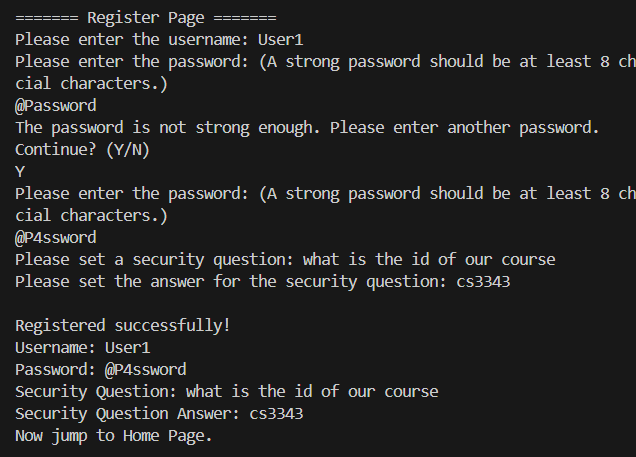 ======= Register Page =======
Please enter the username: User1
Please enter the password: (A strong password should be at least 8 ch
cial characters.)
@Password
The password is not strong enough. Please enter another password.
Continue? (Y/N)
Y
Please enter the password: (A strong password should be at least 8 ch
cial characters.)
@P4ssword
Please set a security question: what is the id of our course
Please set the answer for the security question: cs3343

Registered successfully!
Username: User1
Password: @P4ssword
Security Question: what is the id of our course
Security Question Answer: cs3343
Now jump to Home Page.